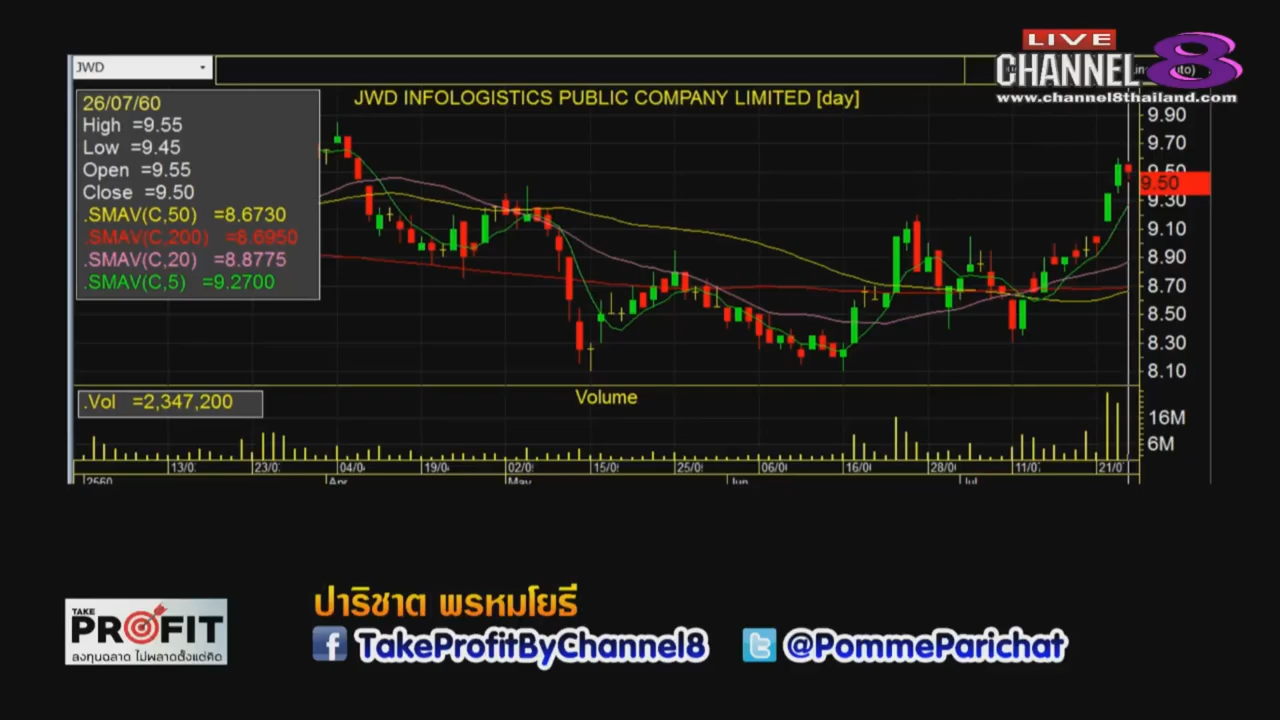 JWD
LIVE
CHANNEL 8
www.channel8thailand.com
JWD INFOLOGISTICS PUBLIC COMPANY LIMITED [day]
26/07/60
High =9.55
Low =9.45
Open =9.55
Close =9.50
.SMAV(C,50) =8.6730
.SMAV(C,200) =8.6950
.SMAV(C,20) =8.8775
.SMAV(C,5) =9.2700
9.90
9.70
9.50
9.50
9.30
9.10
8.90
8.70
8.50
8.30
8.10
.Vol =2,347,200
Volume
16M
6M
13/0 23/0 04/0 19/0 02/0 15/0 25/0 06/0 16/0 28/0 11/0 21/0
2560 Apr May Jun Jul
TAKE
PROFIT
ลงทุนฉลาด ไม่พลาดตั้งแต่คิด
ปาริชาต พรหมโยธี
TakeProfitByChannel8 @PommeParichat